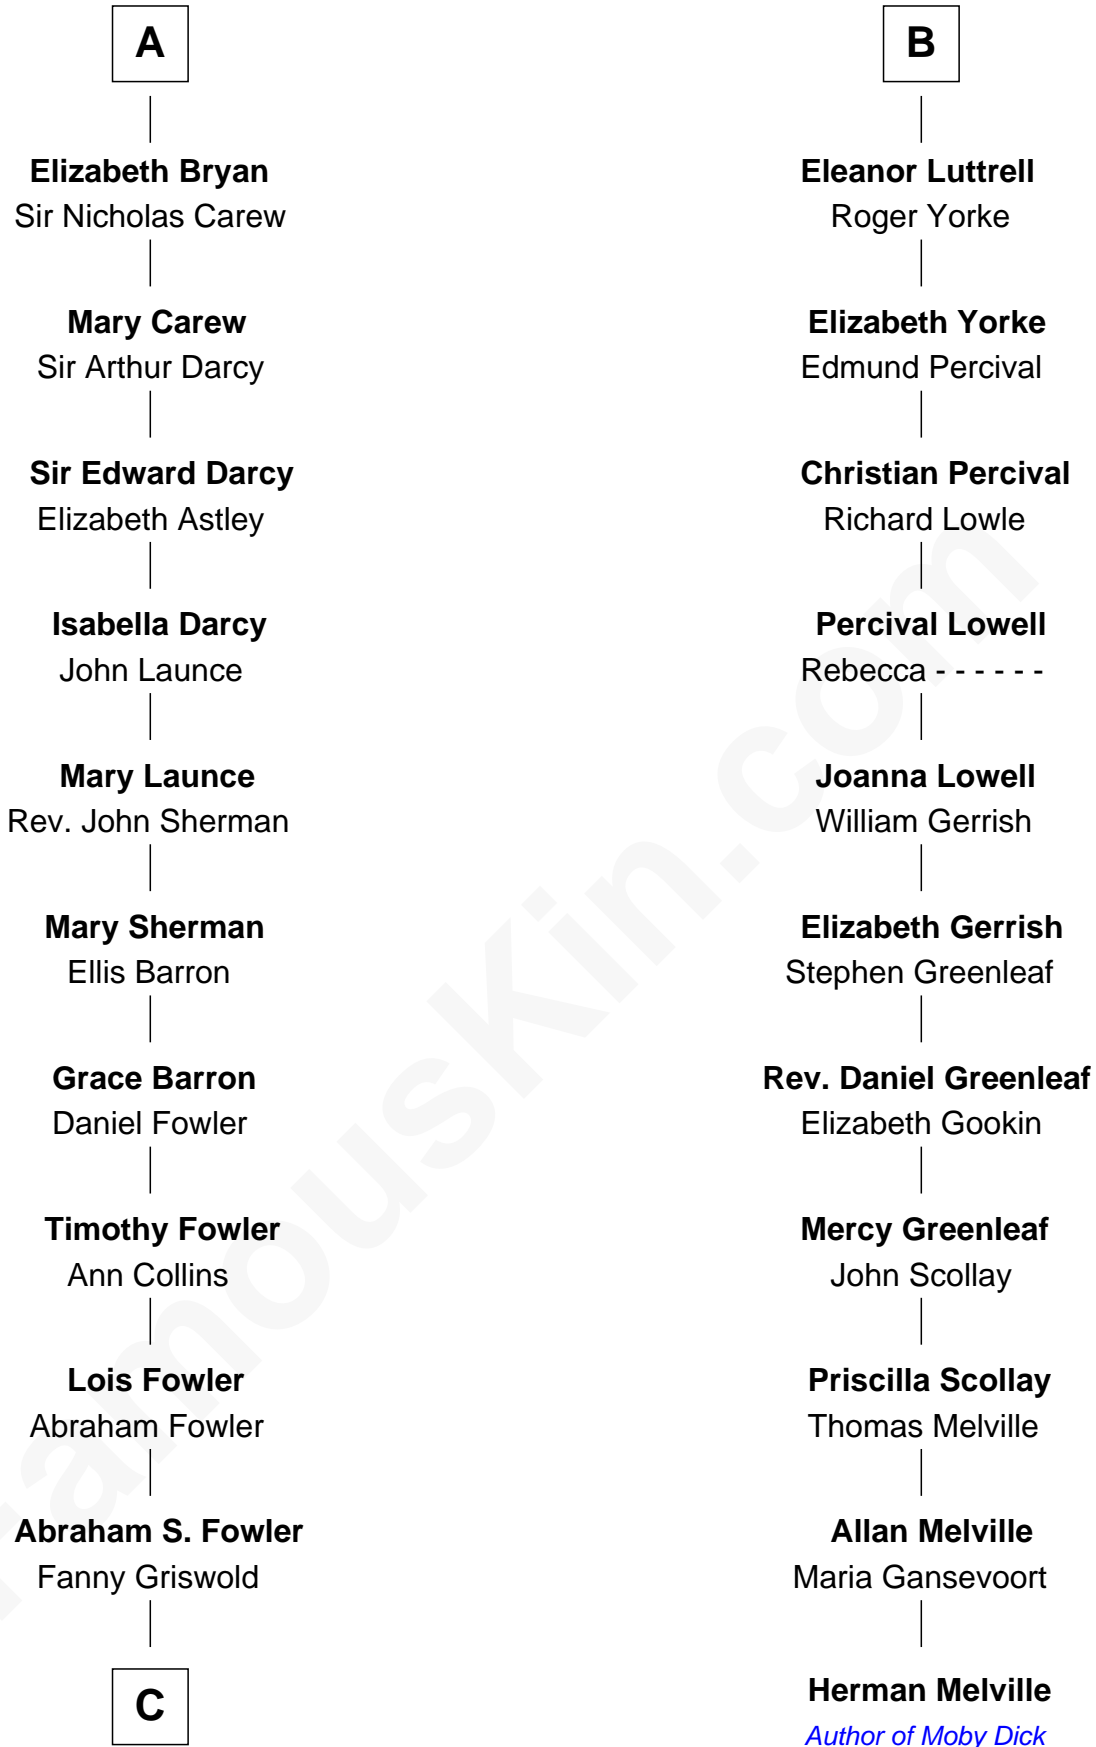 A
Elizabeth Bryan
Sir Nicholas Carew
Mary Carew
Sir Arthur Darcy
Sir Edward Darcy
Elizabeth Astley
Isabella Darcy
John Launce
Mary Launce
Rev. John Sherman
Mary Sherman
Ellis Barron
Grace Barron
Daniel Fowler
Timothy Fowler
Ann Collins
Lois Fowler
Abraham Fowler
Abraham S. Fowler
Fanny Griswold
C
B
Eleanor Luttrell
Roger Yorke
Elizabeth Yorke
Edmund Percival
Christian Percival
Richard Lowle
Percival Lowell
Rebecca - - - - - -
Joanna Lowell
William Gerrish
Elizabeth Gerrish
Stephen Greenleaf
Rev. Daniel Greenleaf
Elizabeth Gookin
Mercy Greenleaf
John Scollay
Priscilla Scollay
Thomas Melville
Allan Melville
Maria Gansevoort
Herman Melville
Author of Moby Dick
FamousKin.com